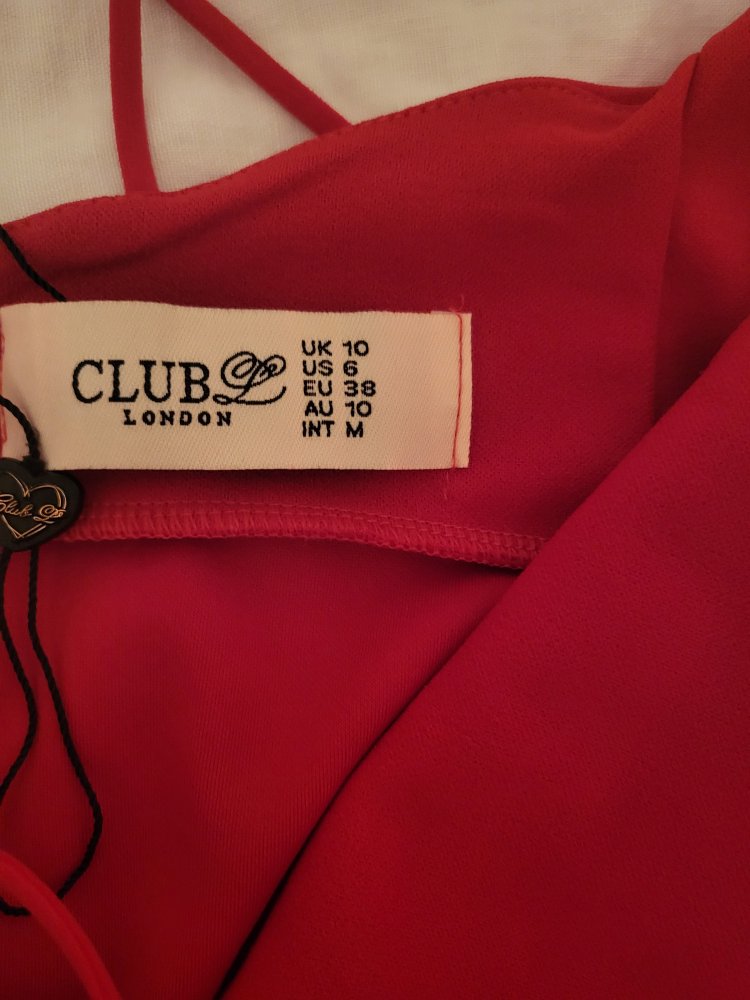 CLUB L
LONDON
UK 10
US 6
EU 38
AU 10
INT M
Club L